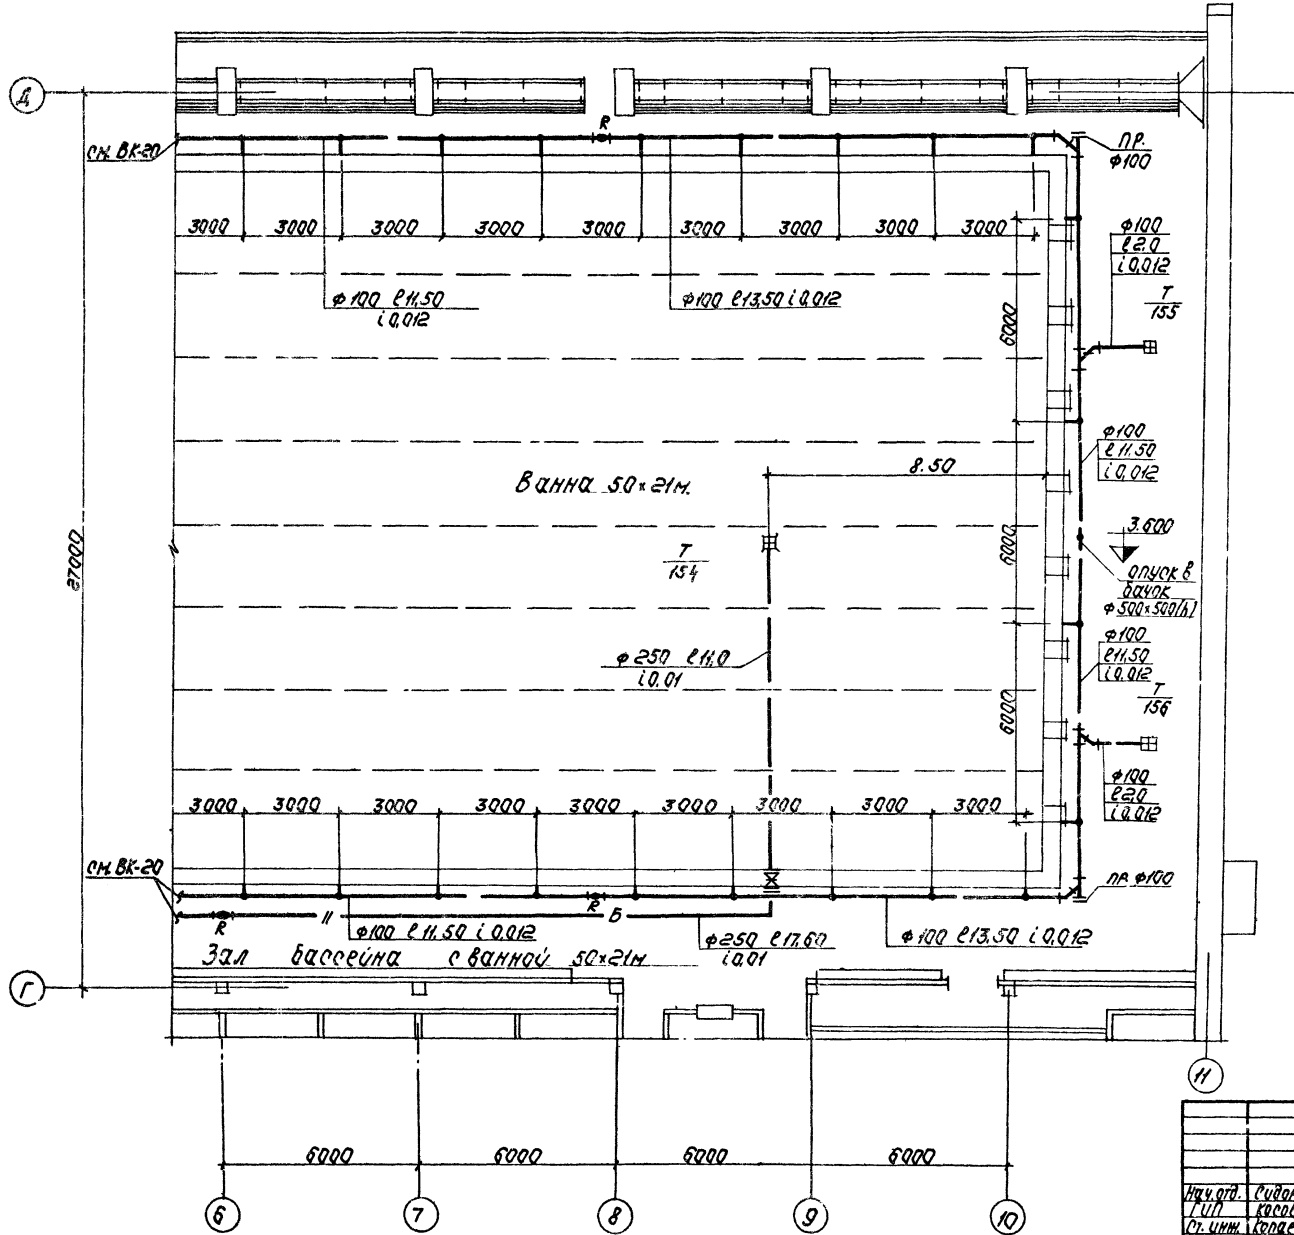 Д
см. ВК-20
R
ПР.
ф100
3000 3000 3000 3000 3000 3000 3000 3000 3000
ф100
ℓ2.0
i 0,012
Т
155
ф100 ℓ11,50
i 0,012
ф100 ℓ13,50 i 0,012
6000
ф100
ℓ11,50
i 0,012
8.50
Ванна 50×21м.
3.600
27000
Т
154
6000
опуск в
бачок
ф500×500(h)
ф100
ℓ11,50
i 0,012
ф250 ℓ11,0
i 0,01
Т
156
6000
ф100
ℓ2,0
i 0,012
3000 3000 3000 3000 3000 3000 3000 3000 3000
см. ВК-20
R
пр. ф100
R
II
Б
ф100 ℓ11.50 i 0,012
ф250 ℓ17,60
i 0,01
ф100 ℓ13,50 i 0,012
Зал бассейна с ванной 50×21м
Г
11
6000 6000 6000 6000
6 7 8 9 10
Нач. отд.
ГИП
Ст. инж.